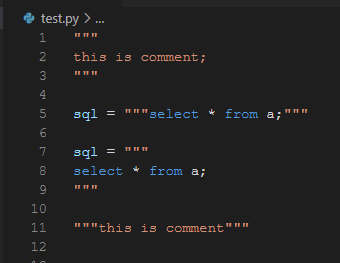 test.py > ...
1 """
2 this is comment;
3 """
4
5 sql = """select * from a;"""
6
7 sql = """
8 select * from a;
9 """
10
11 """this is comment"""
12